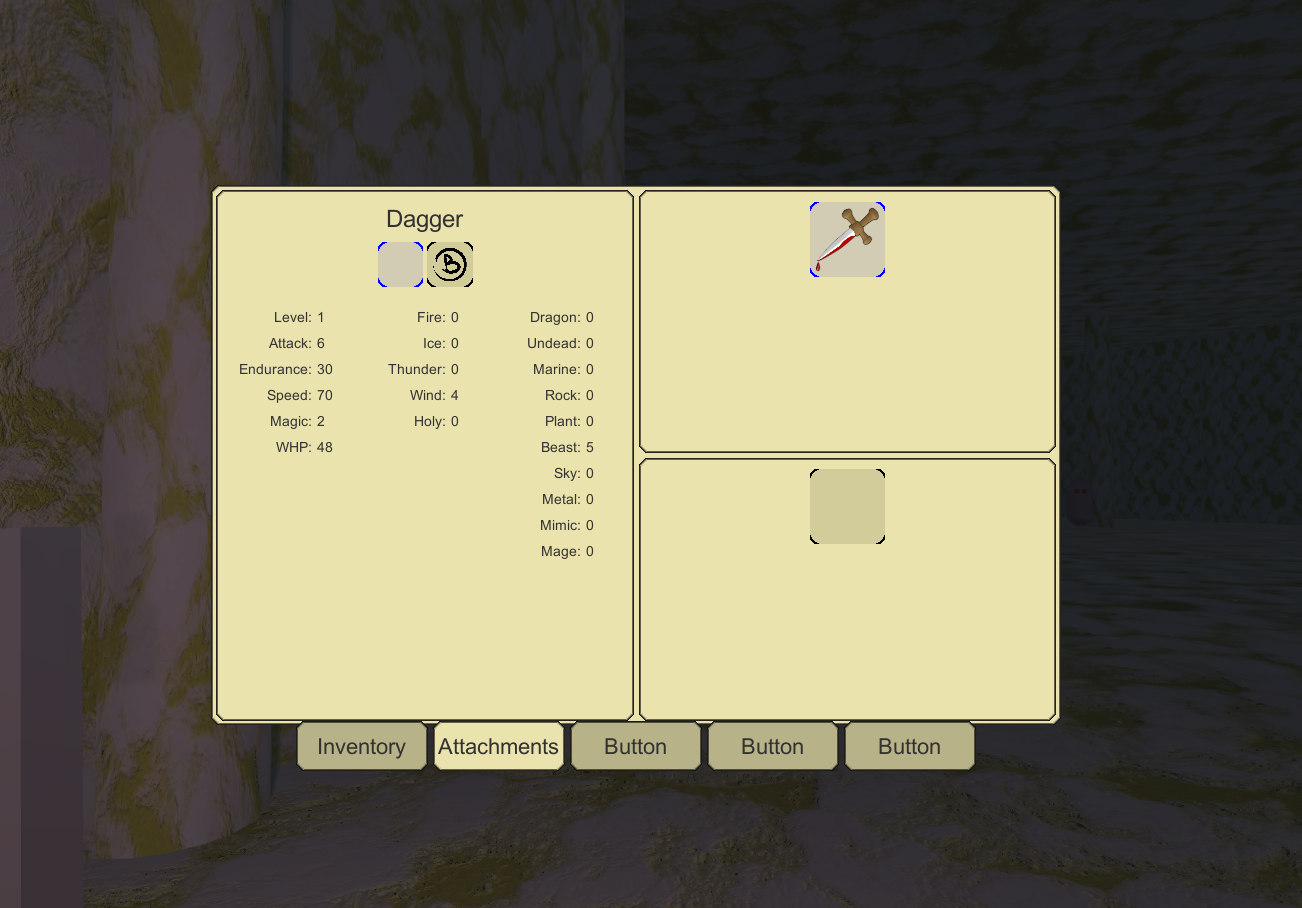 Dagger
B
Level: 1
Attack: 6
Endurance: 30
Speed: 70
Magic: 2
WHP: 48
Fire: 0
Ice: 0
Thunder: 0
Wind: 4
Holy: 0
Dragon: 0
Undead: 0
Marine: 0
Rock: 0
Plant: 0
Beast: 5
Sky: 0
Metal: 0
Mimic: 0
Mage: 0
Inventory
Attachments
Button
Button
Button